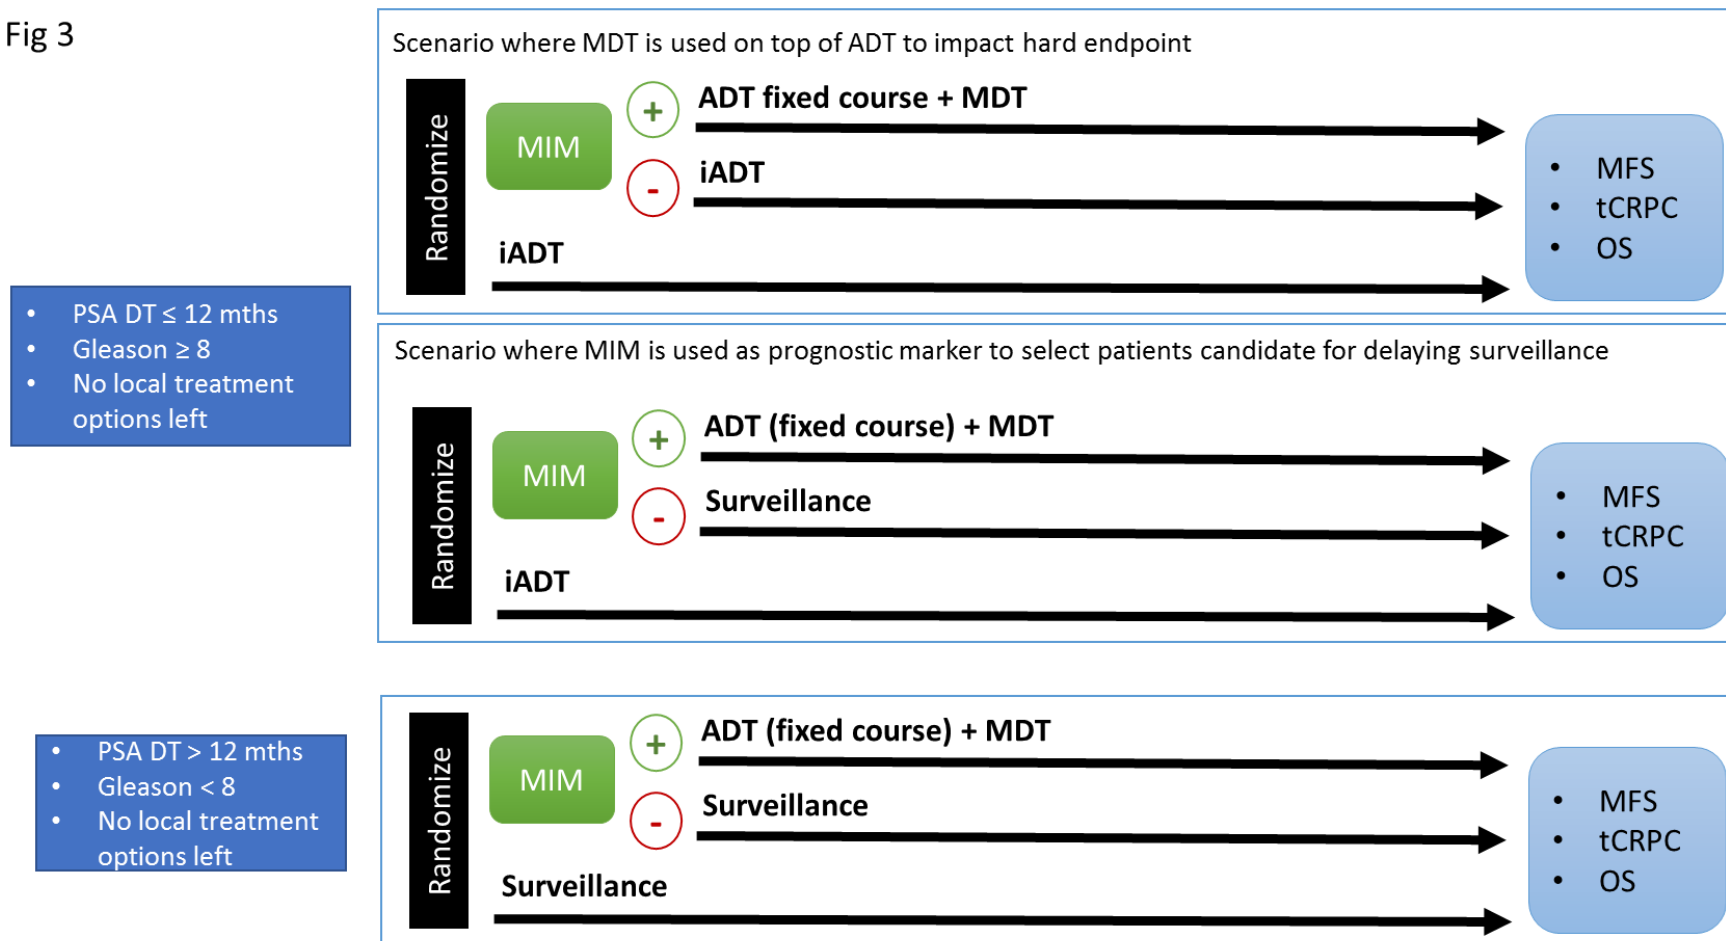 Fig 3
Scenario where MDT is used on top of ADT to impact hard endpoint
Randomize
MIM
+
ADT fixed course + MDT
-
iADT
iADT
• MFS
• tCRPC
• OS
• PSA DT ≤ 12 mths
• Gleason ≥ 8
• No local treatment
options left
Scenario where MIM is used as prognostic marker to select patients candidate for delaying surveillance
Randomize
MIM
+
ADT (fixed course) + MDT
-
Surveillance
iADT
• MFS
• tCRPC
• OS
• PSA DT > 12 mths
• Gleason < 8
• No local treatment
options left
Randomize
MIM
+
ADT (fixed course) + MDT
-
Surveillance
Surveillance
• MFS
• tCRPC
• OS